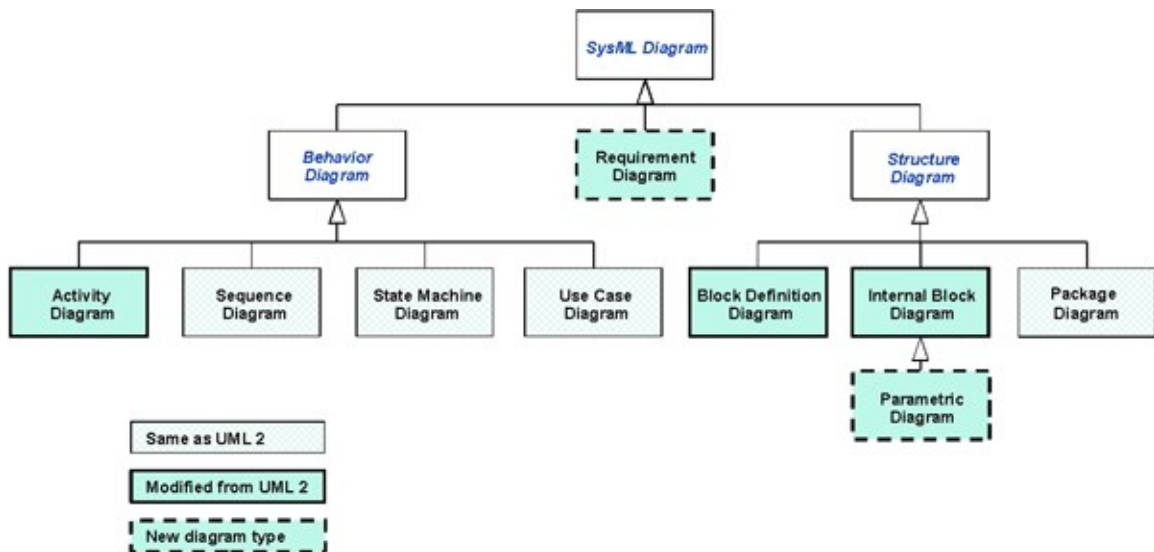 SysML Diagram
Behavior
Diagram
Requirement
Diagram
Structure
Diagram
Activity
Diagram
Sequence
Diagram
State Machine
Diagram
Use Case
Diagram
Block Definition
Diagram
Internal Block
Diagram
Package
Diagram
Parametric
Diagram
Same as UML 2
Modified from UML 2
New diagram type